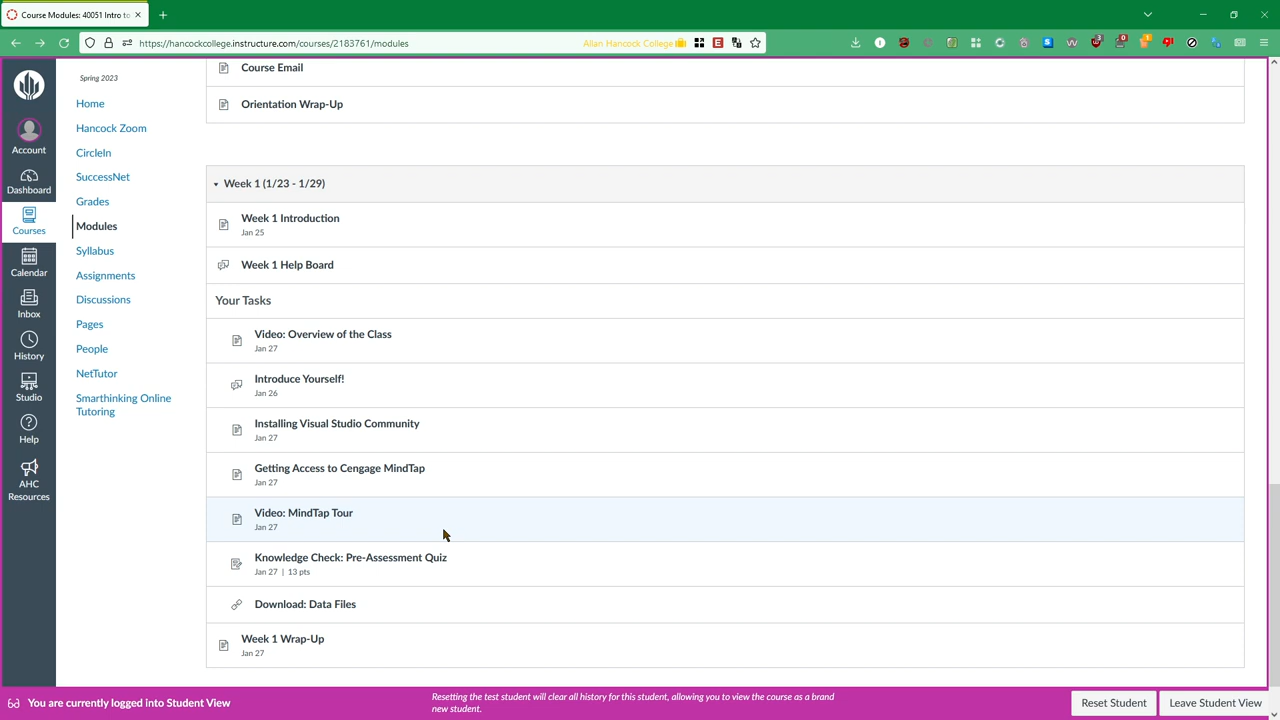 Course Modules: 40051 Intro to
https://hancockcollege.instructure.com/courses/2183761/modules
Allan Hancock College
Account
Dashboard
Courses
Calendar
Inbox
History
Studio
Help
AHC
Resources
Spring 2023
Home
Hancock Zoom
CircleIn
SuccessNet
Grades
Modules
Syllabus
Assignments
Discussions
Pages
People
NetTutor
Smarthinking Online
Tutoring
Course Email
Orientation Wrap-Up
Week 1 (1/23 - 1/29)
Week 1 Introduction
Jan 25
Week 1 Help Board
Your Tasks
Video: Overview of the Class
Jan 27
Introduce Yourself!
Jan 26
Installing Visual Studio Community
Jan 27
Getting Access to Cengage MindTap
Jan 27
Video: MindTap Tour
Jan 27
Knowledge Check: Pre-Assessment Quiz
Jan 27 | 13 pts
Download: Data Files
Week 1 Wrap-Up
Jan 27
You are currently logged into Student View
Resetting the test student will clear all history for this student, allowing you to view the course as a brand
new student.
Reset Student
Leave Student View